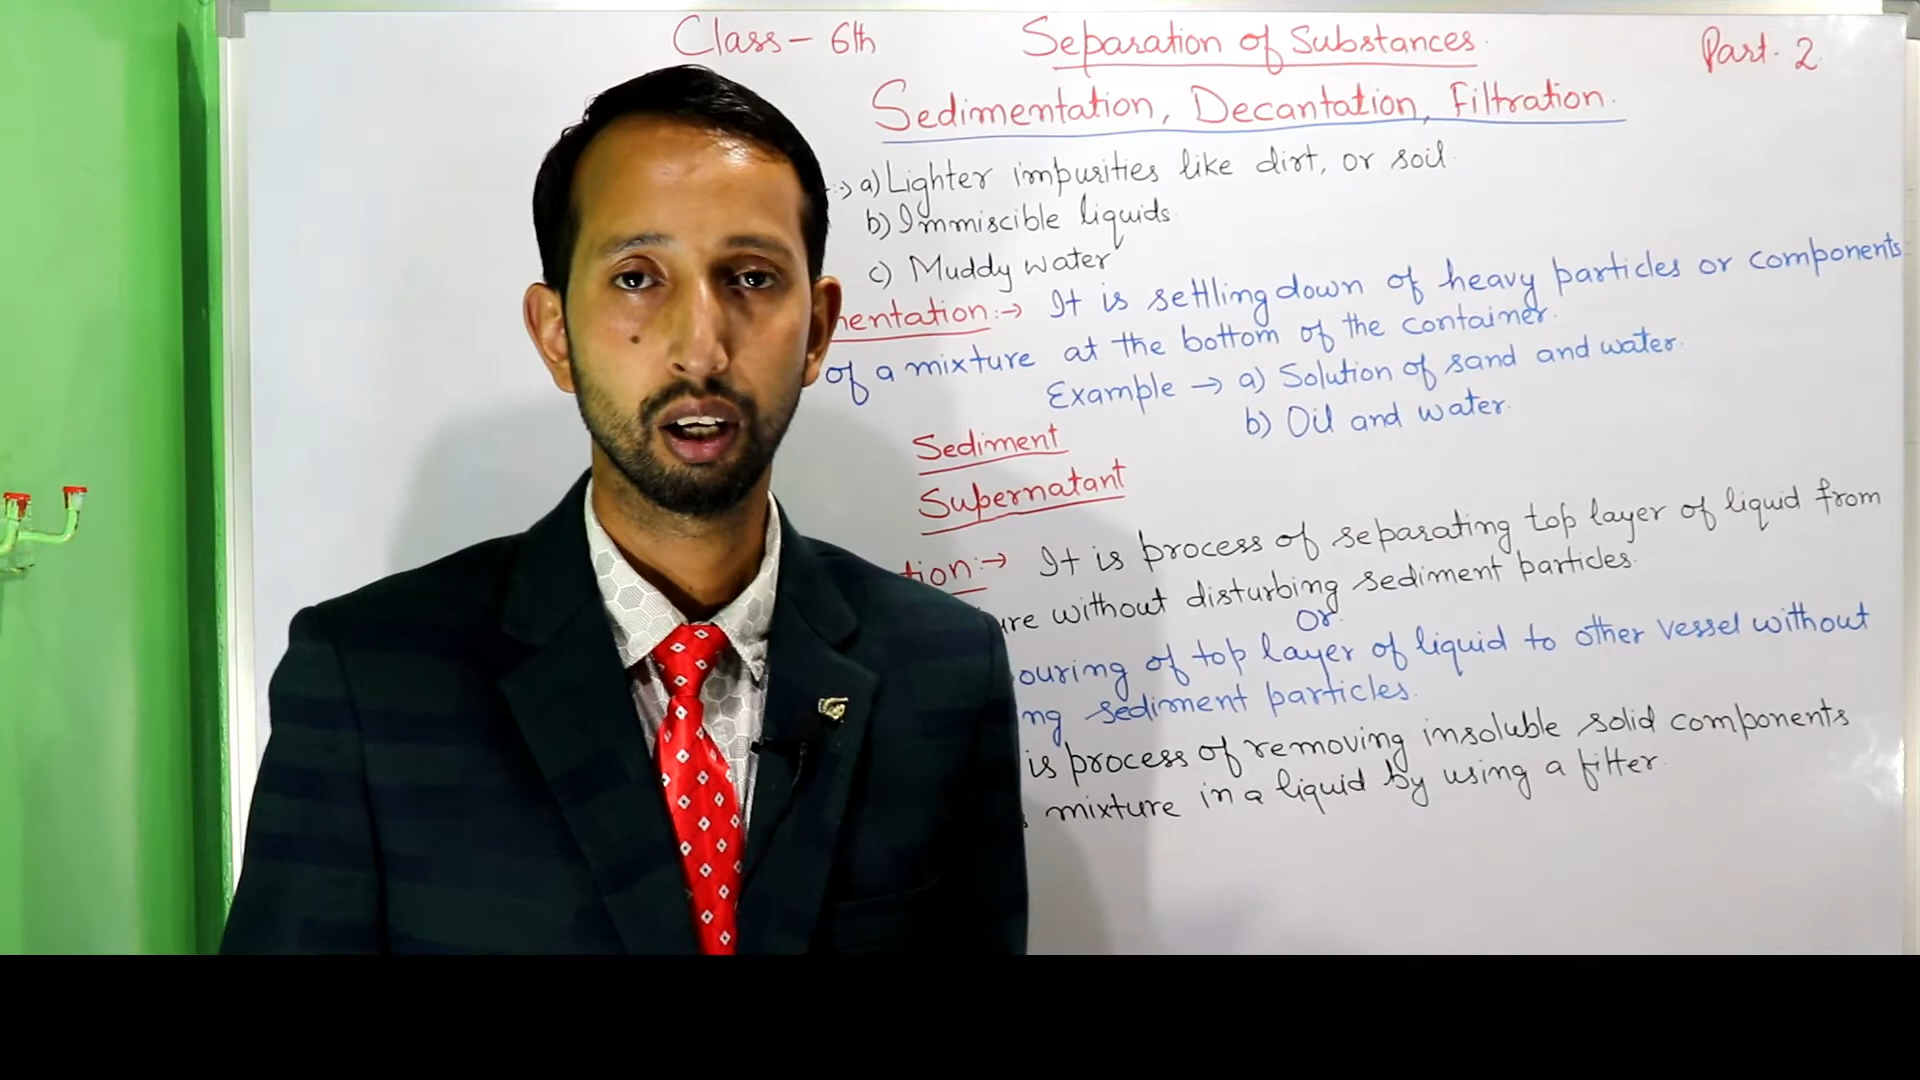 Class - 6th Separation of Substances. Part. 2
Sedimentation, Decantation, Filtration.
a) Lighter impurities like dirt, or soil
b) Immiscible liquids
c) Muddy water
mentation:→ It is settling down of heavy particles or components
of a mixture at the bottom of the container.
Example → a) Solution of sand and water.
b) Oil and water.
Sediment
Supernatant
tion:→ It is process of separating top layer of liquid from
ure without disturbing sediment particles.
Or
ouring of top layer of liquid to other vessel without
ng sediment particles.
is process of removing insoluble solid components
mixture in a liquid by using a filter.